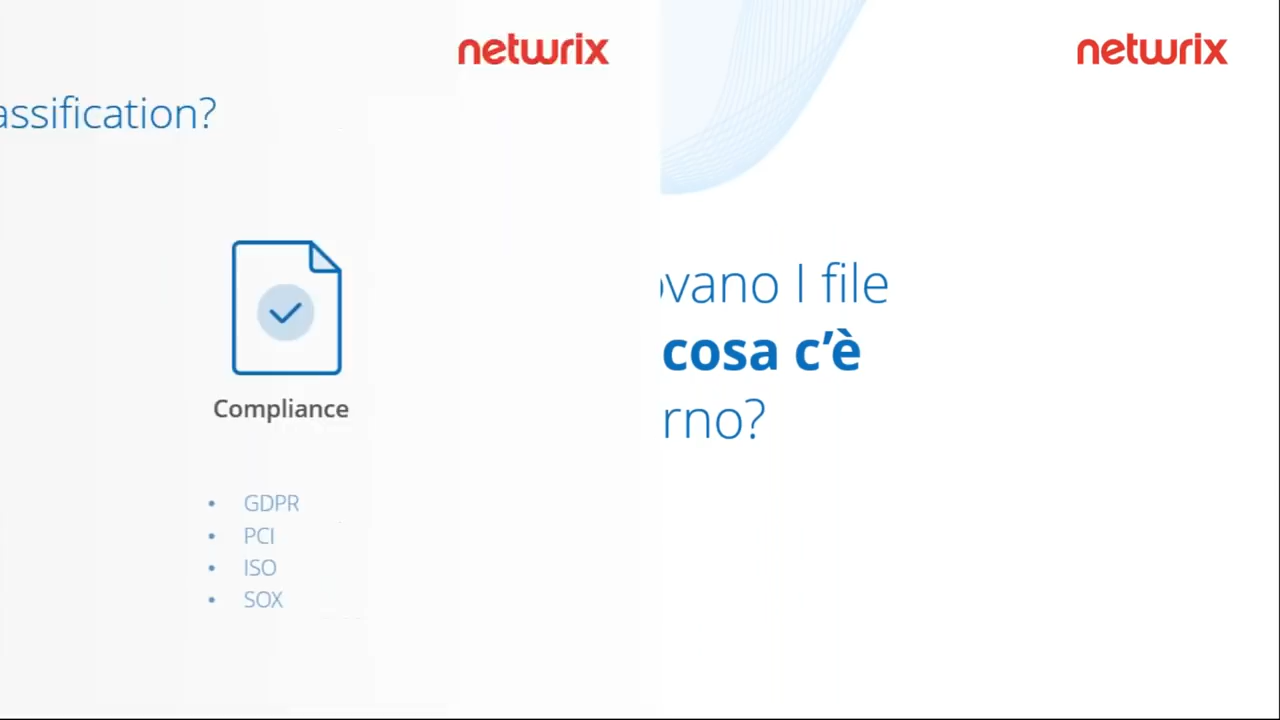 netwrix
assification?
Compliance
• GDPR
• PCI
• ISO
• SOX
netwrix
ovano I file
cosa c’è
rno?